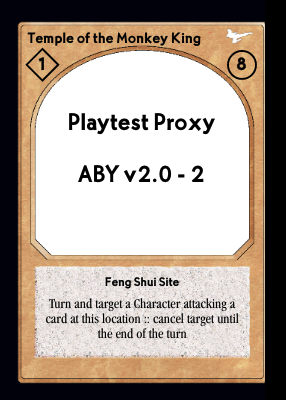 Temple of the Monkey King
1
8
Playtest Proxy
ABY v2.0 - 2
Feng Shui Site
Turn and target a Character attacking a
card at this location :: cancel target until
the end of the turn